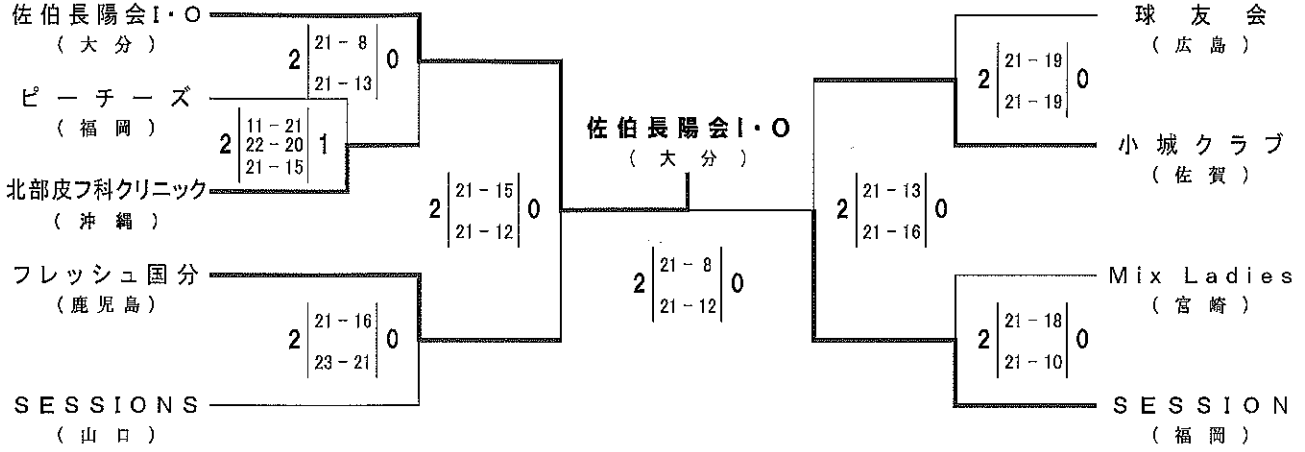 佐伯長陽会I・O
(大分)
2 21-8 0
21-13
ピーチーズ
(福岡)
2 11-21 1
22-20
21-15
北部皮フ科クリニック
(沖縄)
2 21-15 0
21-12
フレッシュ国分
(鹿児島)
2 21-16 0
23-21
SESSIONS
(山口)
佐伯長陽会I・O
(大分)
2 21-8 0
21-12
球友会
(広島)
2 21-19 0
21-19
小城クラブ
(佐賀)
2 21-13 0
21-16
Mix Ladies
(宮崎)
2 21-18 0
21-10
SESSION
(福岡)